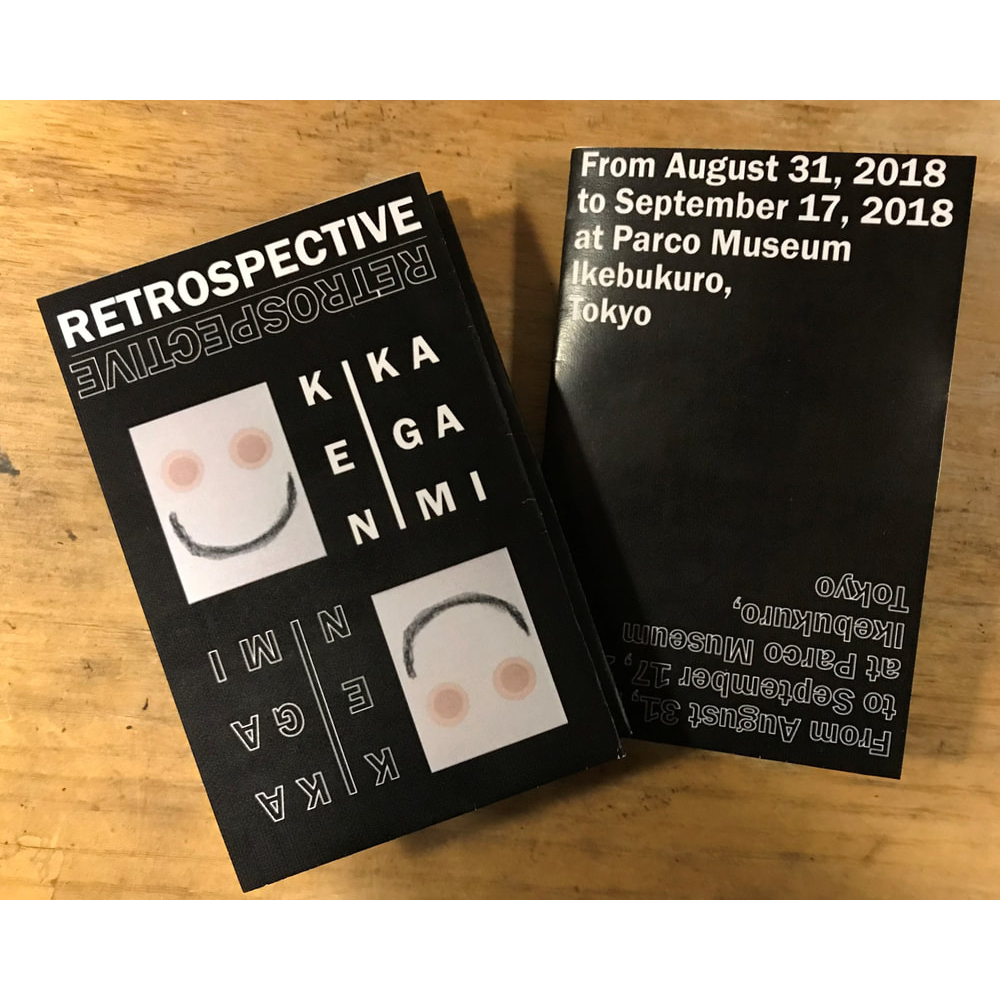 RETROSPECTIVE
RETROSPECTIVE
K KA
E GA
N MI
K KA
E GA
N MI
From August 31, 2018
to September 17, 2018
at Parco Museum
Ikebukuro,
Tokyo
From August 31,
to September 17,
at Parco Museum
Ikebukuro,
Tokyo